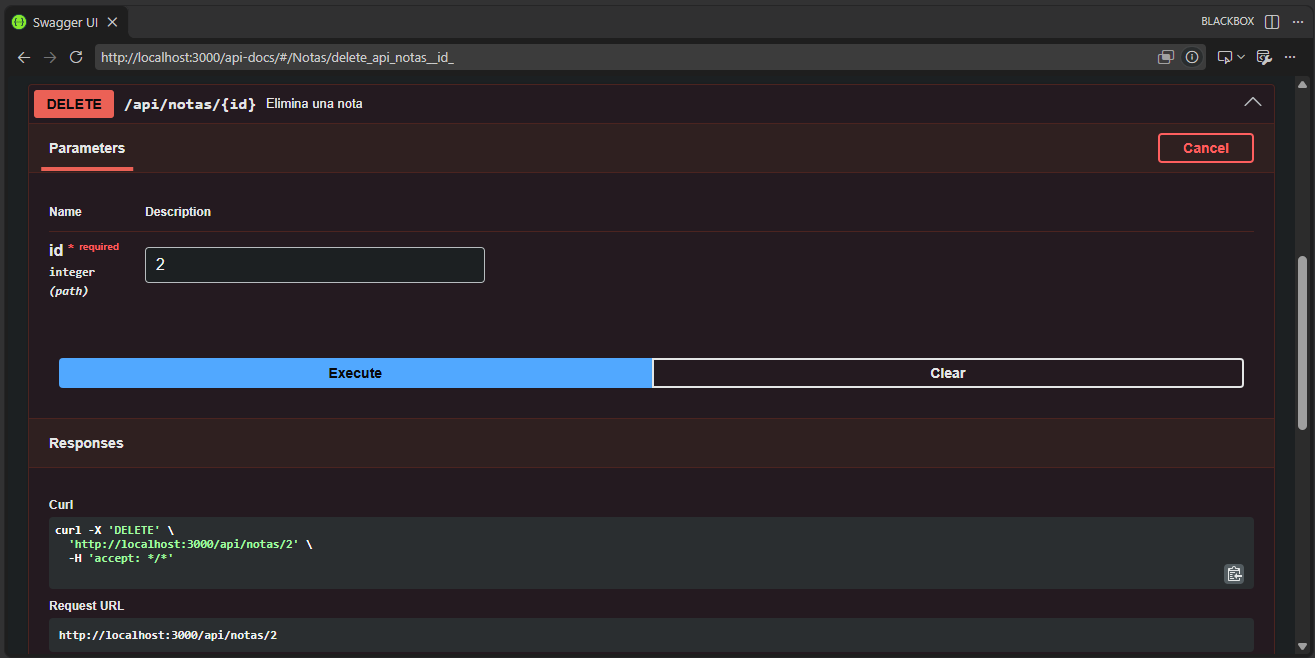 Swagger UI
BLACKBOX
http://localhost:3000/api-docs/#/Notas/delete_api_notas__id_
DELETE /api/notas/{id} Elimina una nota
Parameters
Cancel
Name Description
id * required
2
integer
(path)
Execute Clear
Responses
Curl
curl -X 'DELETE' \
'http://localhost:3000/api/notas/2' \
-H 'accept: */*'
Request URL
http://localhost:3000/api/notas/2